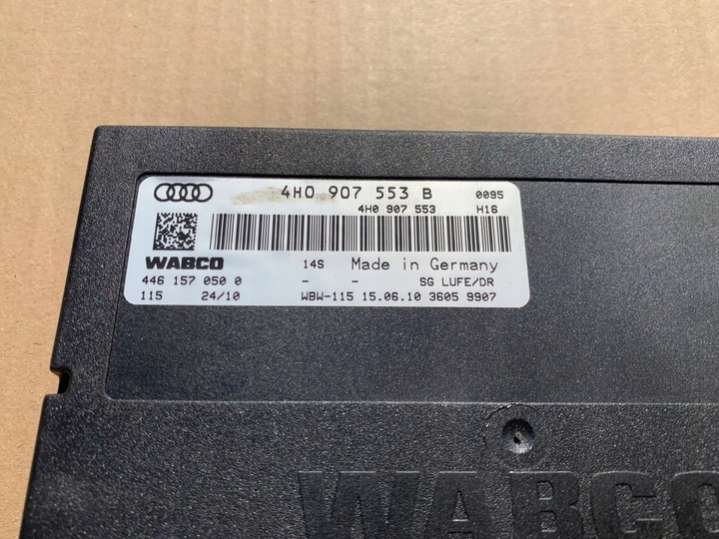 4H0 907 553 B 0095
4H0 907 553 H16
WABCO 14S Made in Germany
446 157 050 0 - - SG LUFE/DR
115 24/10 WBW-115 15.06.10 3605 9907
WABCO